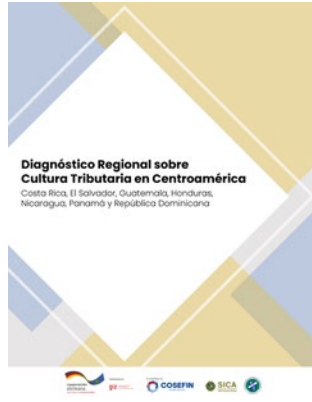 Diagnóstico Regional sobre
Cultura Tributaria en Centroamérica
Costa Rica, El Salvador, Guatemala, Honduras,
Nicaragua, Panamá y República Dominicana
giz
COSEFIN
SICA